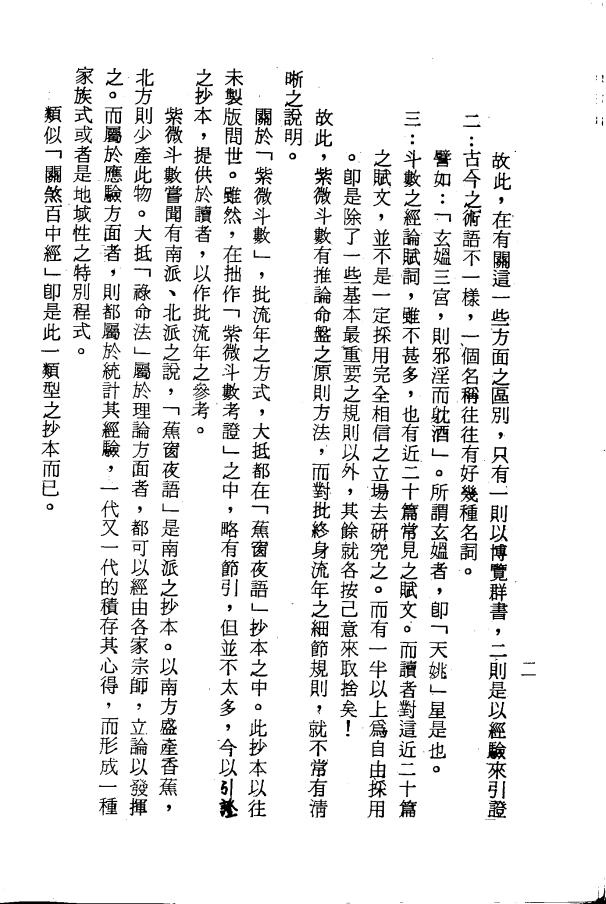 二
故此，在有關這一些方面之區別，只有一則以博覽群書，二則是以經驗來引證
二：古今之術語不一樣，一個名稱往往有好幾種名詞。
譬如：「玄媼三宮，則邪淫而躭酒」。所謂玄媼者，卽「天姚」星是也。
三：斗數之經論賦詞，雖不甚多，也有近二十篇常見之賦文。而讀者對這近二十篇
之賦文，並不是一定採用完全相信之立場去硏究之。而有一半以上爲自由採用
。卽是除了一些基本最重要之規則以外，其餘就各按己意來取捨矣！
故此，紫微斗數有推論命盤之原則方法，而對批終身流年之細節規則，就不常有淸
晰之說明。
關於「紫微斗數」，批流年之方式，大抵都在「蕉窗夜語」抄本之中。此抄本以往
未製版問世。雖然，在拙作「紫微斗數考證」之中，略有節引，但並不太多，今以引證
之抄本，提供於讀者，以作批流年之參考。
紫微斗數嘗聞有南派、北派之說，「蕉窗夜語」是南派之抄本。以南方盛產香蕉，
北方則少產此物。大抵「祿命法」屬於理論方面者，都可以經由各家宗師，立論以發揮
之。而屬於應驗方面者，則都屬於統計其經驗，一代又一代的積存其心得，而形成一種
家族式或者是地域性之特別程式。
類似「關煞百中經」卽是此一類型之抄本而已。